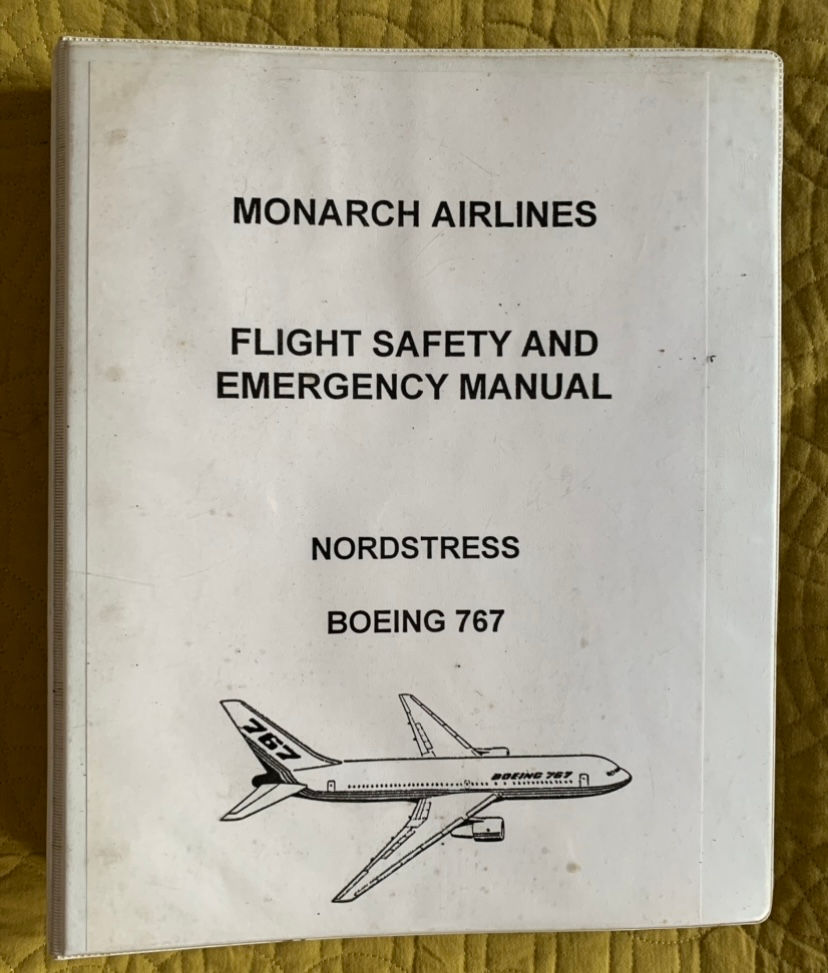 MONARCH AIRLINES
FLIGHT SAFETY AND
EMERGENCY MANUAL
NORDSTRESS
BOEING 767
767
BOEING 767